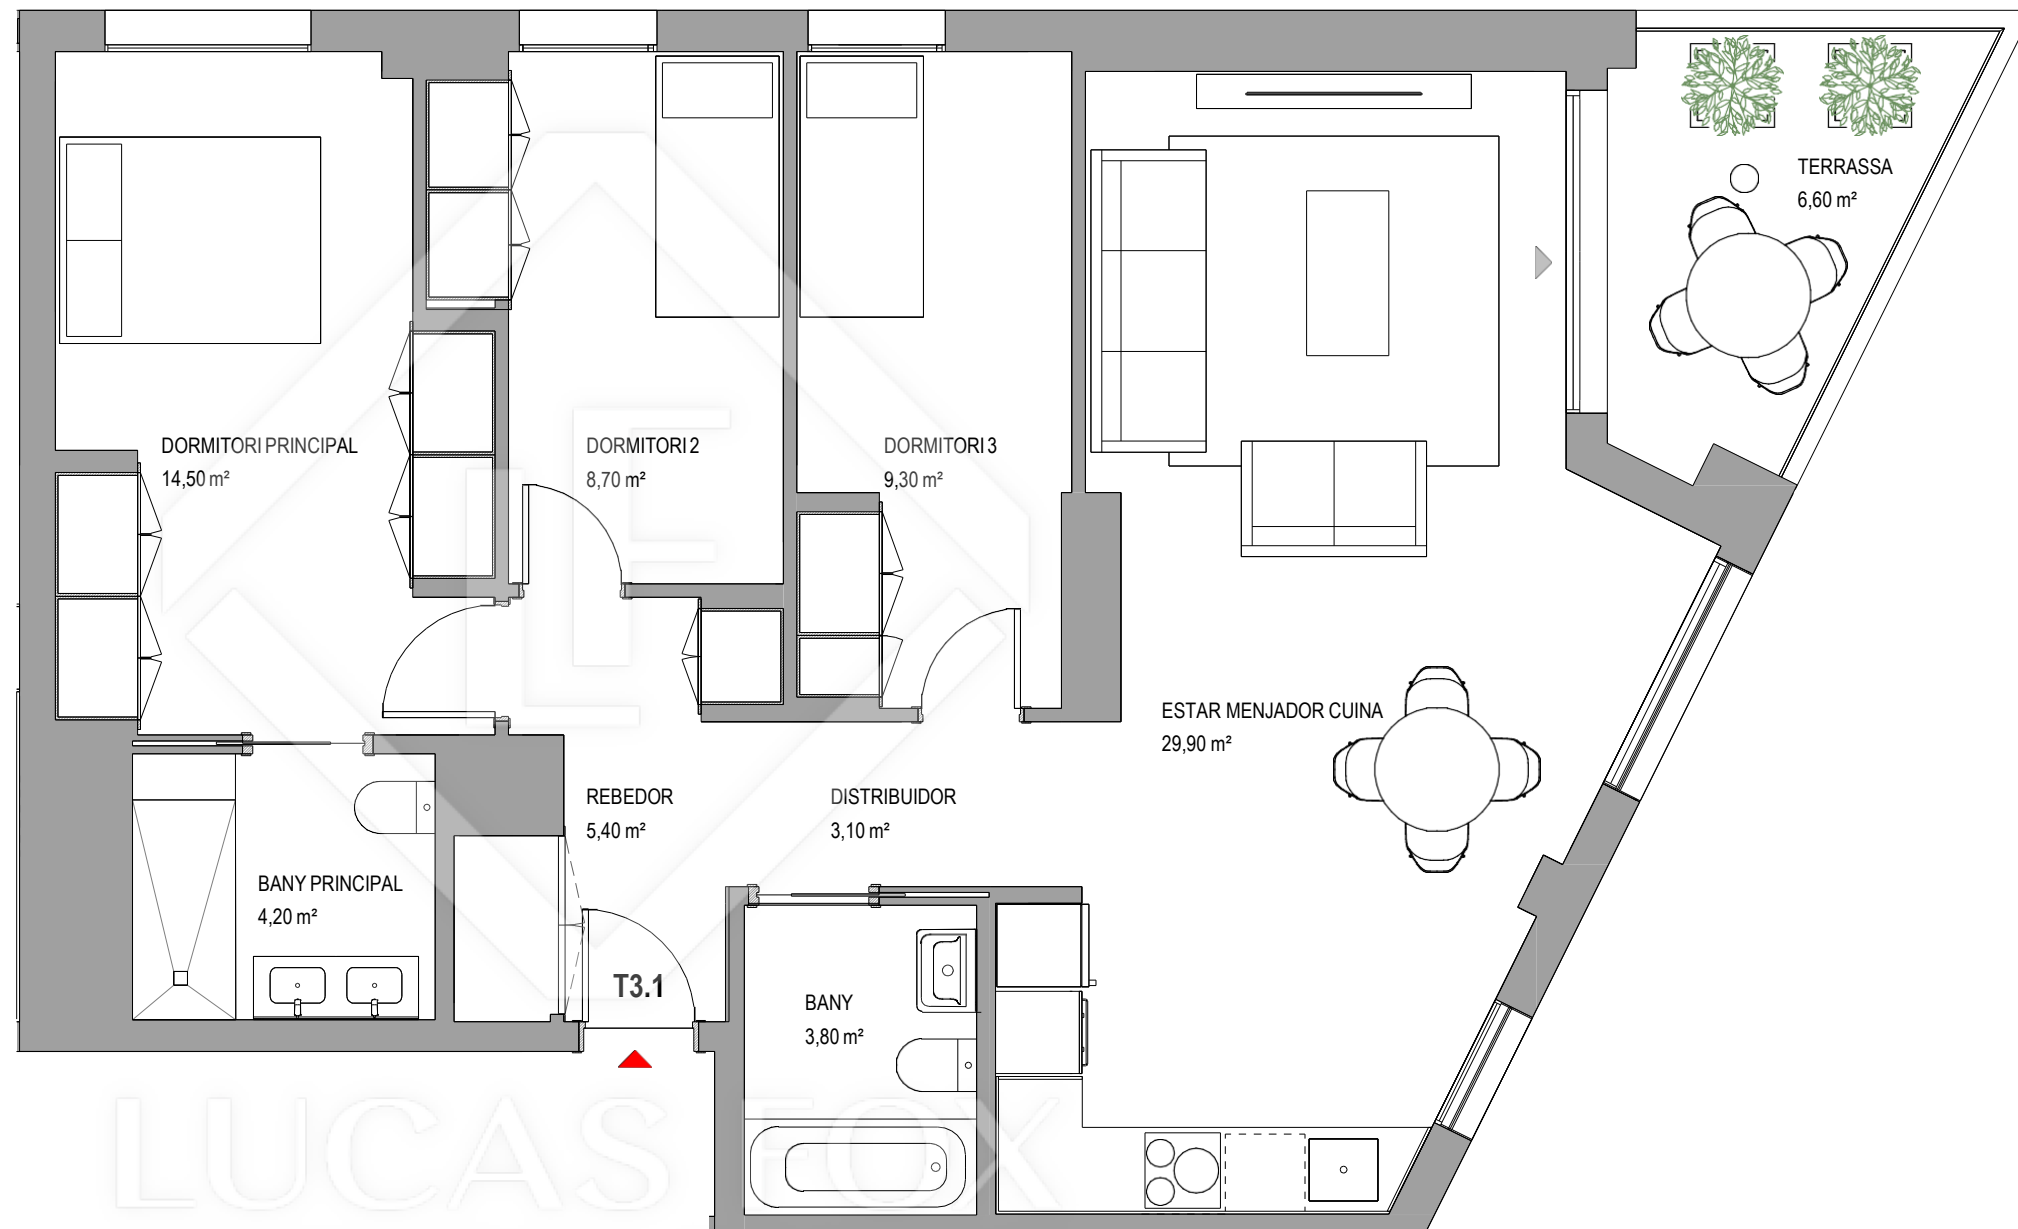 TERRASSA
6,60 m²
DORMITORI PRINCIPAL
14,50 m²
DORMITORI 2
8,70 m²
DORMITORI 3
9,30 m²
ESTAR MENJADOR CUINA
29,90 m²
REBEDOR
5,40 m²
DISTRIBUIDOR
3,10 m²
BANY PRINCIPAL
4,20 m²
T3.1
BANY
3,80 m²
LF
LUCAS FOX